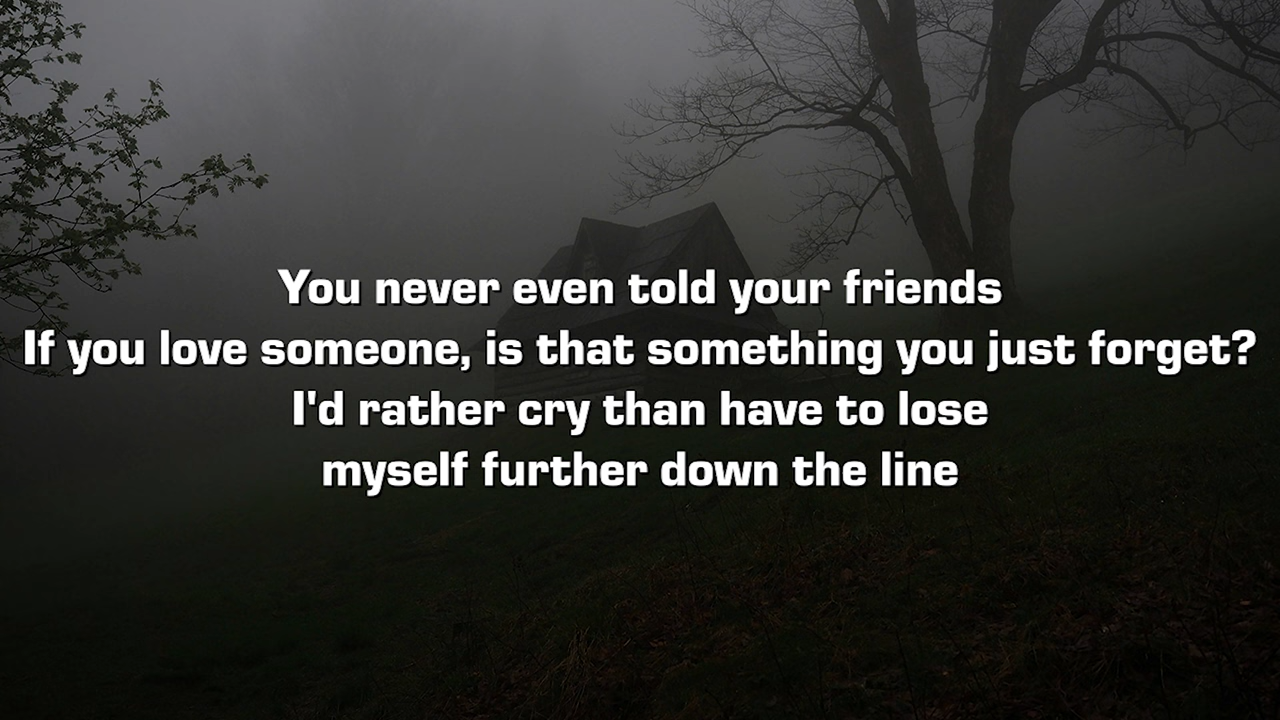 You never even told your friends
If you love someone, is that something you just forget?
I'd rather cry than have to lose
myself further down the line